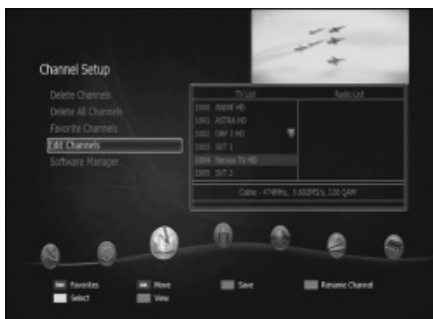 Channel Setup
Delete Channels
Delete All Channels
Favorite Channels
Edit Channels
Software Manager
TV List
Radio List
1000 ANIXE HD
1001 ASTRA HD
1002 ORF 1 HD
1003 SVT 1
1004 Servus TV HD
1005 SVT 2
Cable - 474MHz,
128 QAM
Favorites
Move
Save
Rename Channel
Select
View